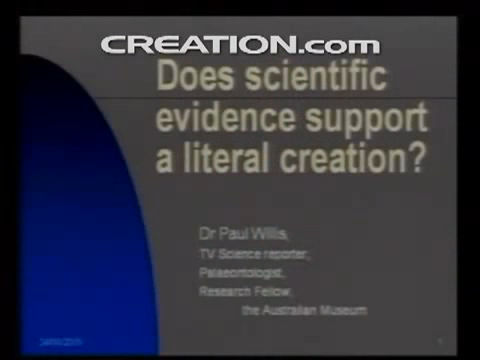 CREATION.com
Does scientific
evidence support
a literal creation?
Dr Paul Willis,
TV Science reporter,
Palaeontologist,
Research Fellow,
the Australian Museum